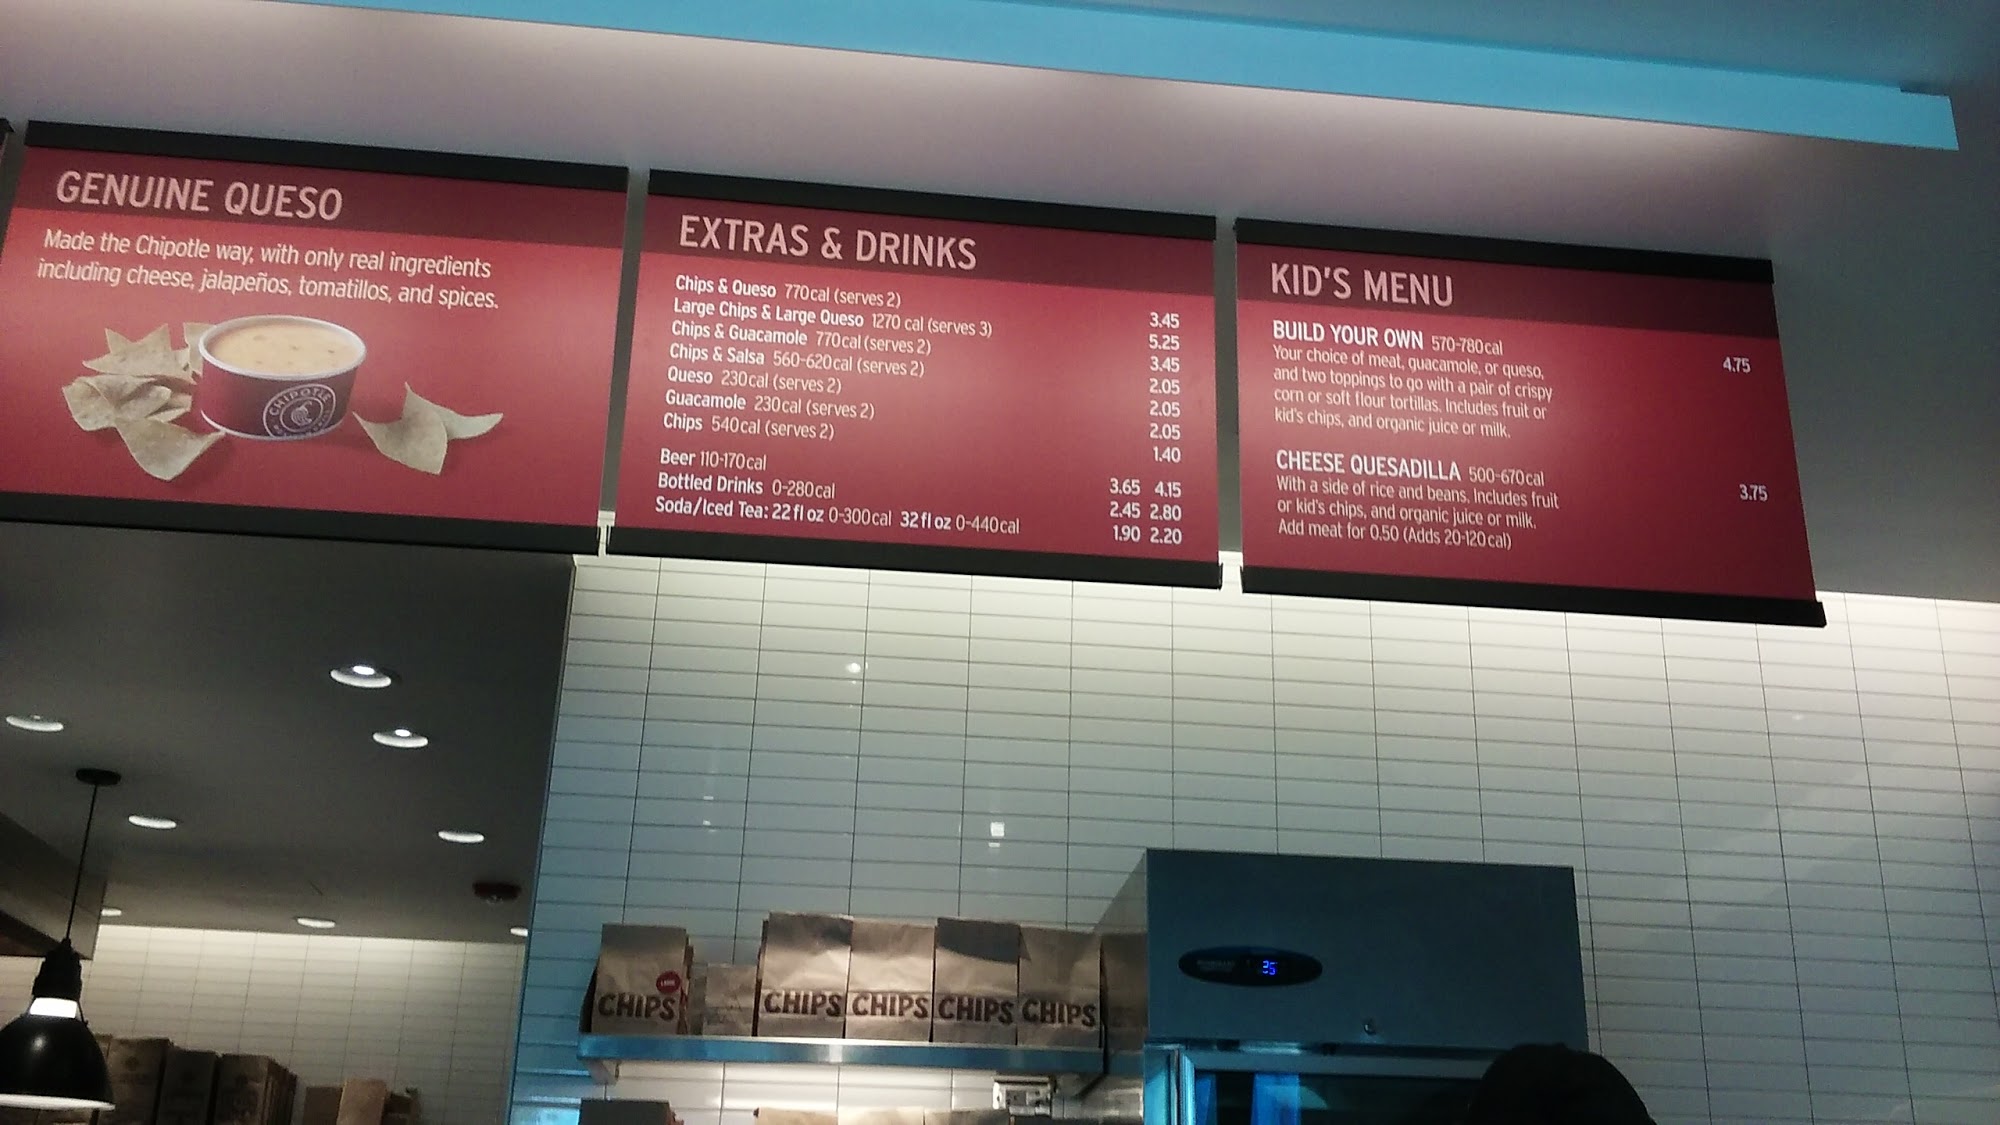 GENUINE QUESO
Made the Chipotle way, with only real ingredients
including cheese, jalapeños, tomatillos, and spices.
CHIPOTLE
EXTRAS & DRINKS
Chips & Queso 770cal (serves 2) 3.45
Large Chips & Large Queso 1270 cal (serves 3) 5.25
Chips & Guacamole 770cal (serves 2) 3.45
Chips & Salsa 560-620cal (serves 2) 2.05
Queso 230cal (serves 2) 2.05
Guacamole 230cal (serves 2) 2.05
Chips 540cal (serves 2) 1.40
Beer 110-170cal 3.65 4.15
Bottled Drinks 0-280cal 2.45 2.80
Soda/Iced Tea: 22 fl oz 0-300cal 32 fl oz 0-440cal 1.90 2.20
KID'S MENU
BUILD YOUR OWN 570-780cal 4.75
Your choice of meat, guacamole, or queso,
and two toppings to go with a pair of crispy
corn or soft flour tortillas. Includes fruit or
kid's chips, and organic juice or milk.
CHEESE QUESADILLA 500-670cal 3.75
With a side of rice and beans. Includes fruit
or kid's chips, and organic juice or milk.
Add meat for 0.50 (Adds 20-120cal)
35
CHIPS
CHIPS
CHIPS
CHIPS
CHIPS